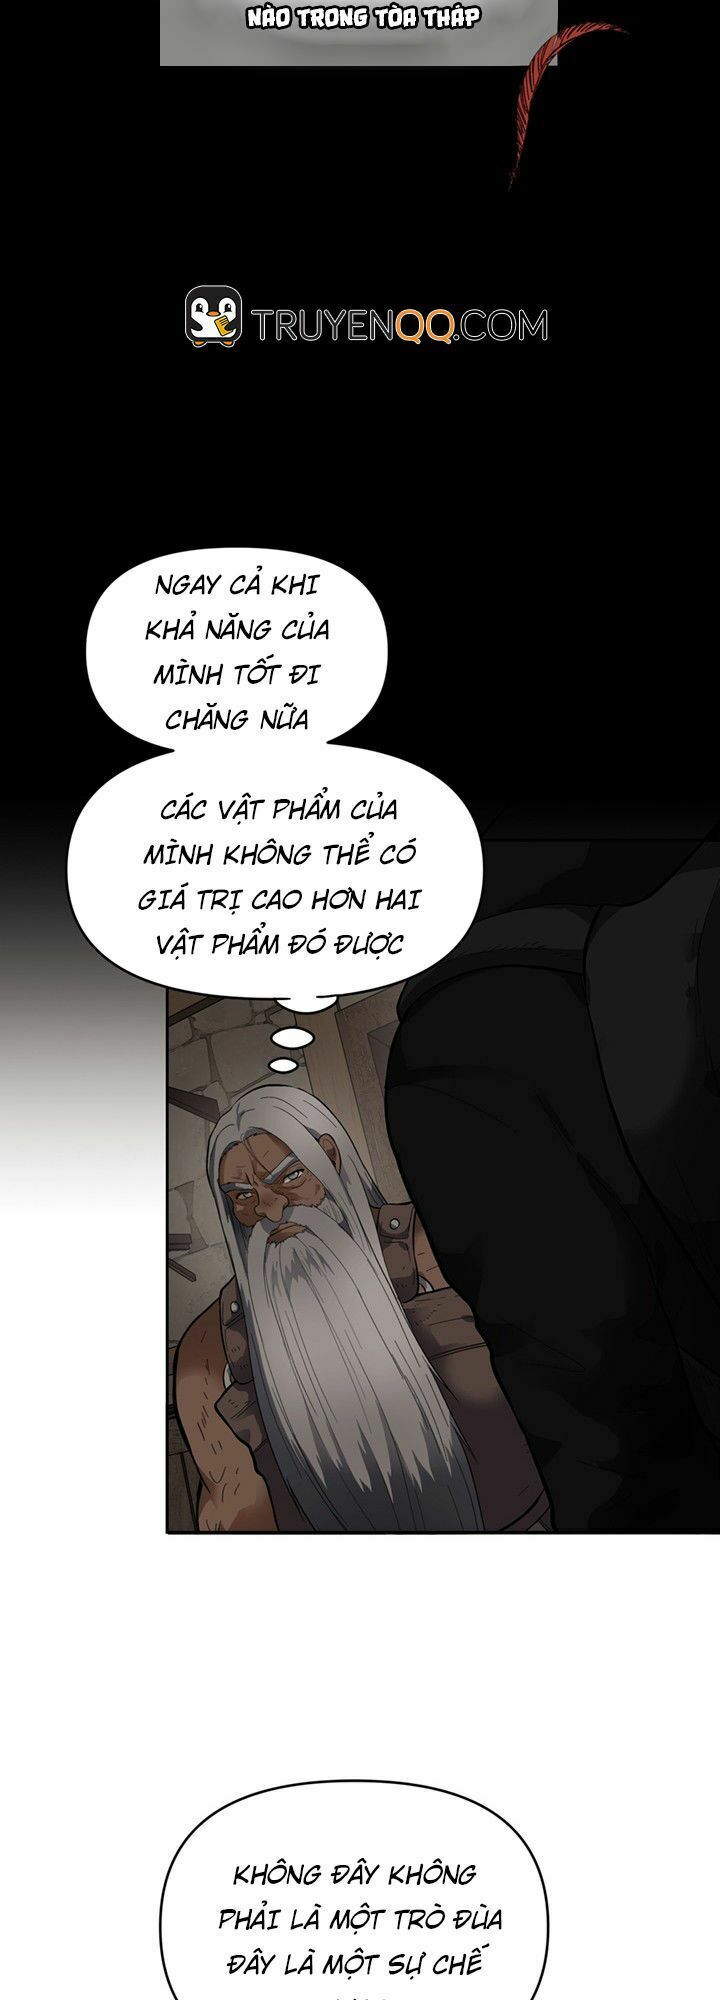 NÀO TRONG TÒA THÁP
TRUYENQQ.COM
NGAY CẢ KHI
KHẢ NĂNG CỦA
MÌNH TỐT ĐI
CHĂNG NỮA
CÁC VẬT PHẨM CỦA
MÌNH KHÔNG THỂ CÓ
GIÁ TRỊ CAO HƠN HAI
VẬT PHẨM ĐÓ ĐƯỢC
KHÔNG ĐÂY KHÔNG
PHẢI LÀ MỘT TRÒ ĐÙA
ĐÂY LÀ MỘT SỰ CHẾ